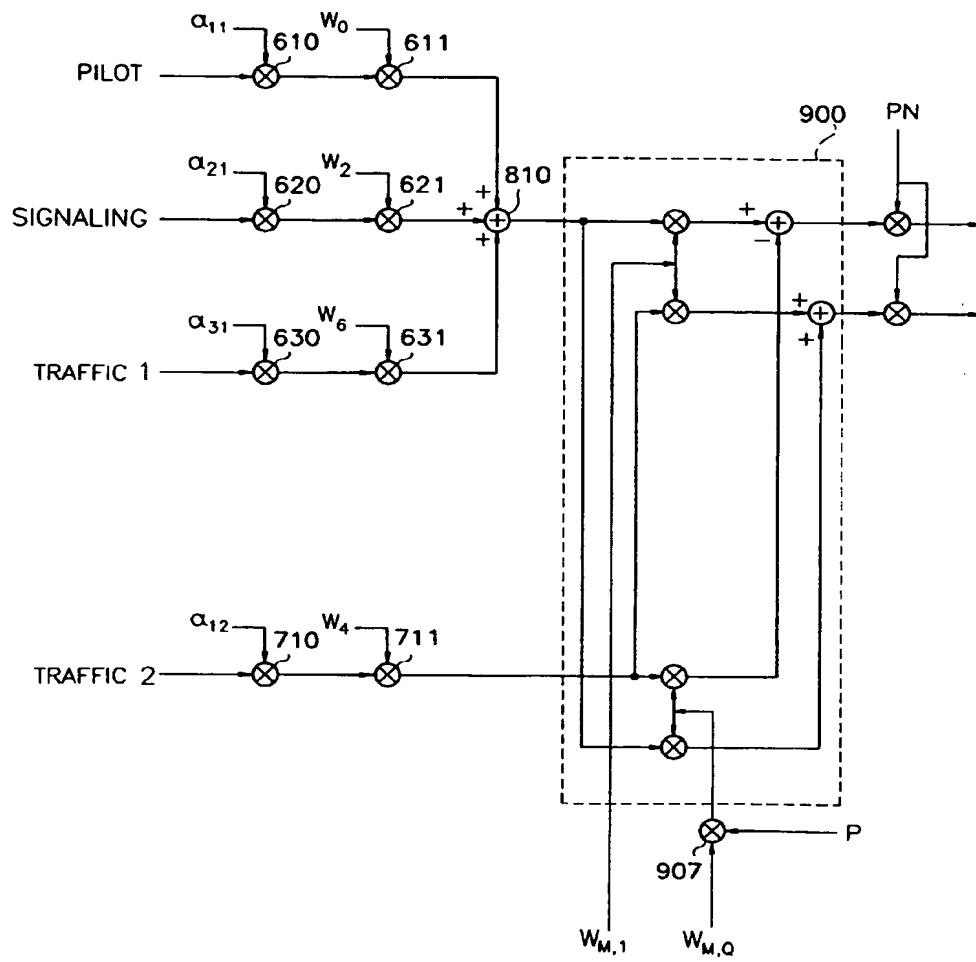 α11 W0
610 611
PILOT
900 PN
α21 W2 810
620 621 +
SIGNALING + + + +
+ −
α31 W6 +
630 631 +
TRAFFIC 1
α12 W4
710 711
TRAFFIC 2
P
907
WM,1 WM,Q